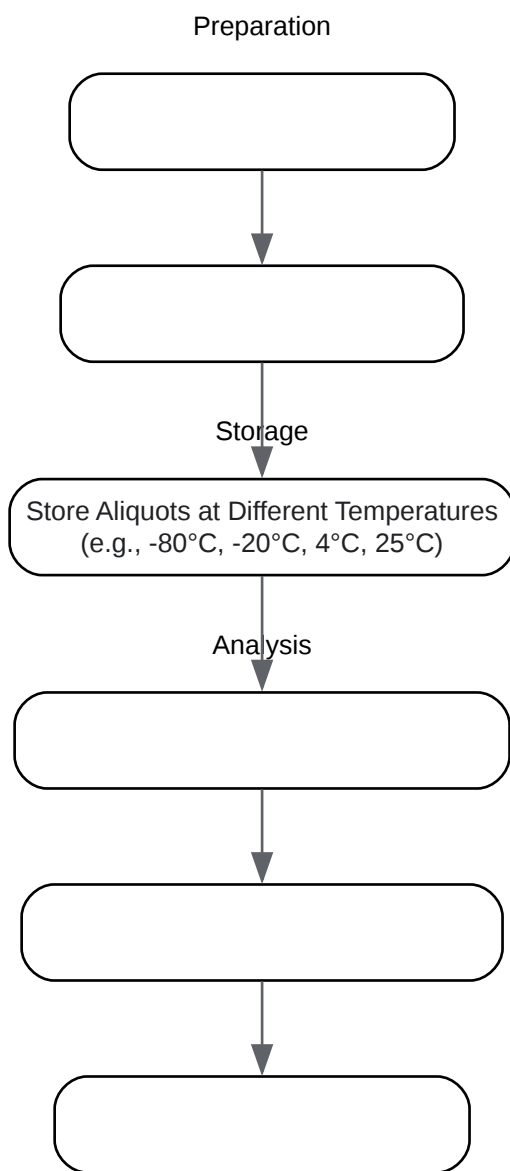 Preparation
Storage
Store Aliquots at Different Temperatures
(e.g., -80°C, -20°C, 4°C, 25°C)
Analysis